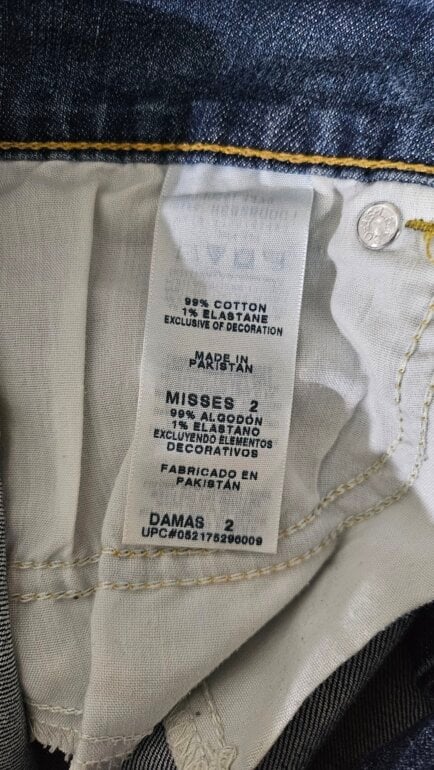 99% COTTON
1% ELASTANE
EXCLUSIVE OF DECORATION
MADE IN
PAKISTAN
MISSES 2
99% ALGODÓN
1% ELASTANO
EXCLUYENDO ELEMENTOS
DECORATIVOS
FABRICADO EN
PAKISTÁN
DAMAS 2
UPC#052175296009